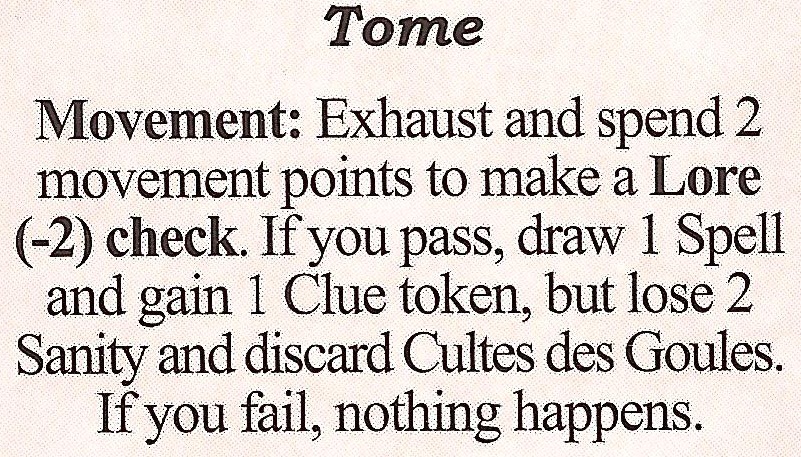 Tome
Movement: Exhaust and spend 2
movement points to make a Lore
(-2) check. If you pass, draw 1 Spell
and gain 1 Clue token, but lose 2
Sanity and discard Cultes des Goules.
If you fail, nothing happens.